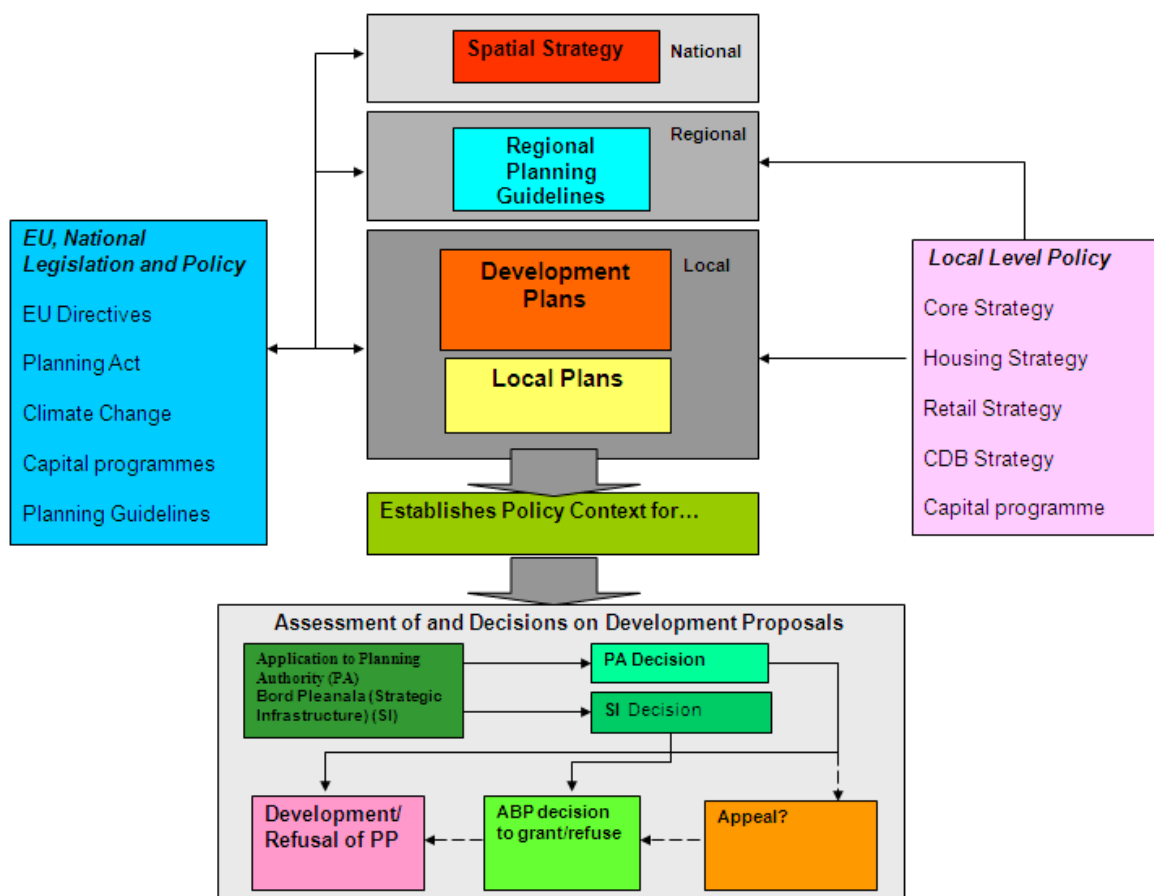 Spatial Strategy
National
Regional
Regional
Planning
Guidelines
EU, National
Legislation and Policy
EU Directives
Planning Act
Climate Change
Capital programmes
Planning Guidelines
Development
Plans
Local
Local Plans
Local Level Policy
Core Strategy
Housing Strategy
Retail Strategy
CDB Strategy
Capital programme
Establishes Policy Context for…
Assessment of and Decisions on Development Proposals
Application to Planning
Authority (PA)
Bord Pleanala (Strategic
Infrastructure) (SI)
PA Decision
SI Decision
Development/
Refusal of PP
ABP decision
to grant/refuse
Appeal?